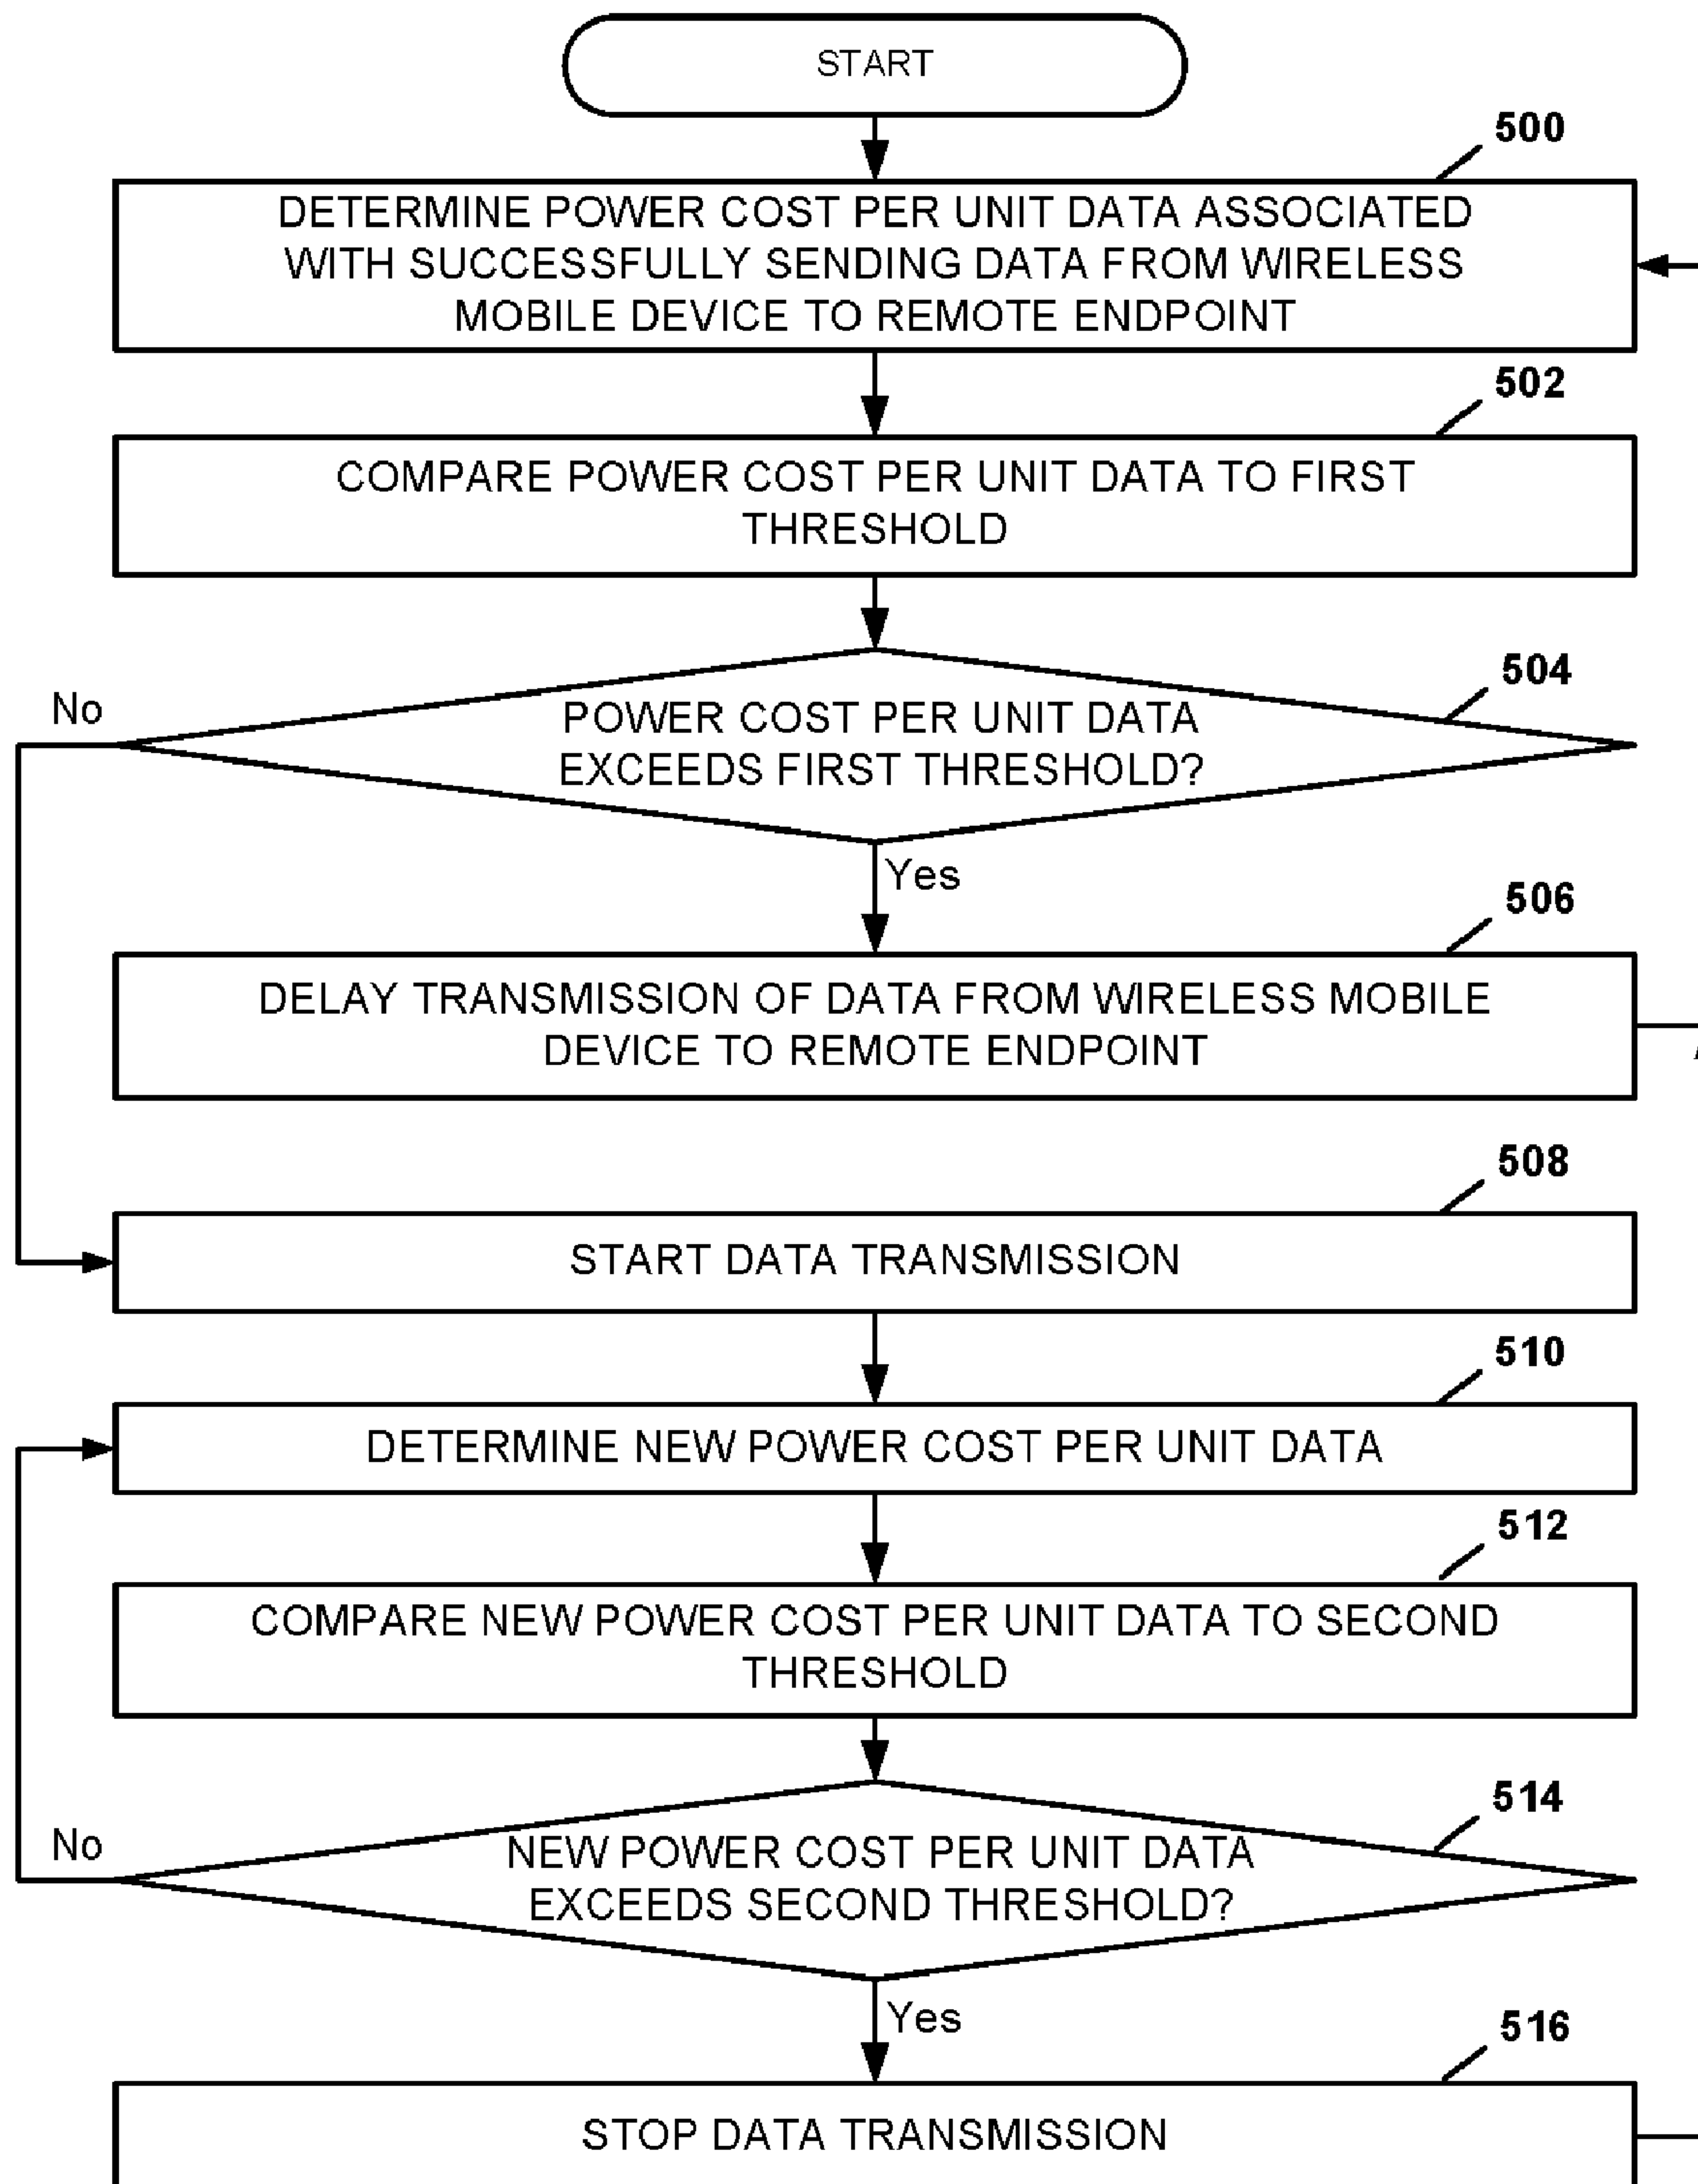 START
500
DETERMINE POWER COST PER UNIT DATA ASSOCIATED
WITH SUCCESSFULLY SENDING DATA FROM WIRELESS
MOBILE DEVICE TO REMOTE ENDPOINT
502
COMPARE POWER COST PER UNIT DATA TO FIRST
THRESHOLD
504
No
POWER COST PER UNIT DATA
EXCEEDS FIRST THRESHOLD?
Yes
506
DELAY TRANSMISSION OF DATA FROM WIRELESS MOBILE
DEVICE TO REMOTE ENDPOINT
508
START DATA TRANSMISSION
510
DETERMINE NEW POWER COST PER UNIT DATA
512
COMPARE NEW POWER COST PER UNIT DATA TO SECOND
THRESHOLD
514
No
NEW POWER COST PER UNIT DATA
EXCEEDS SECOND THRESHOLD?
Yes
516
STOP DATA TRANSMISSION